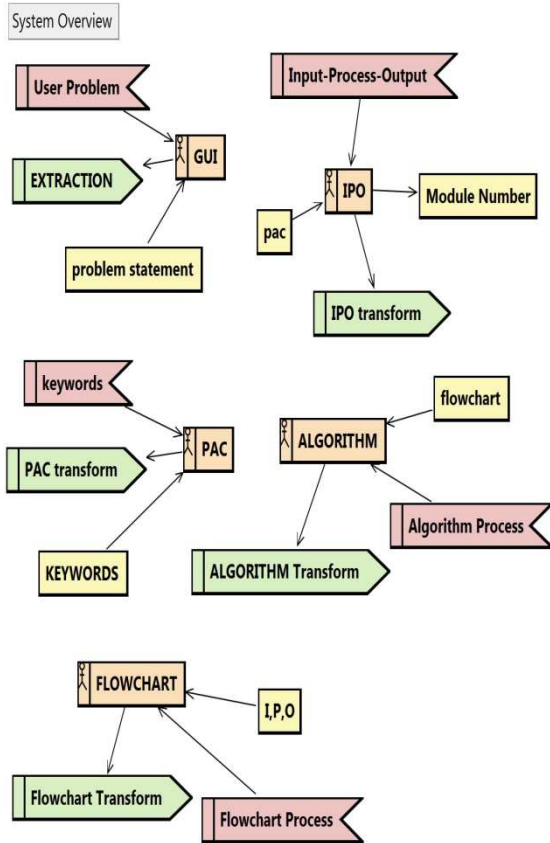 System Overview
User Problem
GUI
EXTRACTION
problem statement
Input-Process-Output
IPO
Module Number
pac
IPO transform
keywords
PAC
PAC transform
KEYWORDS
flowchart
ALGORITHM
Algorithm Process
ALGORITHM Transform
FLOWCHART
I,P,O
Flowchart Transform
Flowchart Process